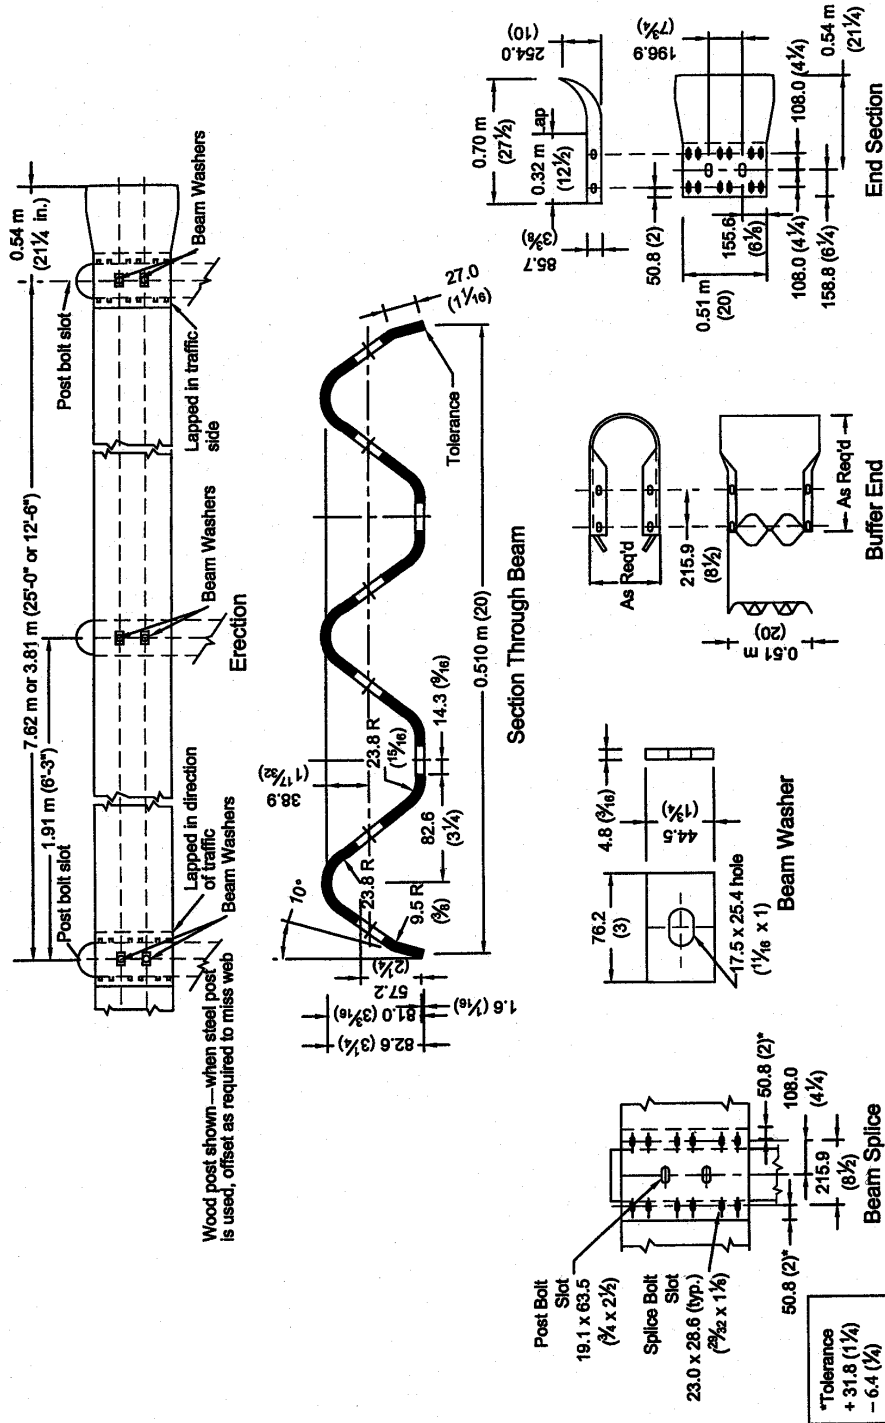 7.62 m or 3.81 m (25'-0" or 12'-6")
1.91 m (6'-3")
Post bolt slot
Post bolt slot
0.54 m
(21¼ in.)
Beam Washers
Beam Washers
Beam Washers
Lapped in direction
of traffic
Lapped in traffic
side
Wood post shown—when steel post
is used, offset as required to miss web
Erection
10°
38.9
(1 17/32)
27.0
(1 1/16)
23.8 R
23.8 R
(15/16)
9.5 R
(3/8)
82.6
(3¼)
14.3 (9/16)
Tolerance
0.510 m (20)
57.2
(2¼)
81.0 (3 3/16)
82.6 (3¼)
1.6 (1/16)
Section Through Beam
Post Bolt
Slot
19.1 x 63.5
(¾ x 2½)
Splice Bolt
Slot
23.0 x 28.6 (typ.)
(29/32 x 1⅛)
50.8 (2)*
50.8 (2)*
108.0
(4¼)
215.9
(8½)
Beam Splice
*Tolerance
+ 31.8 (1¼)
− 6.4 (¼)
76.2
(3)
4.8 (3/16)
44.5
(1¾)
17.5 x 25.4 hole
(11/16 x 1)
Beam Washer
As Req'd
215.9
(8½)
0.51 m
(20)
As Req'd
Buffer End
0.70 m
(27½)
0.32 m
(12½)
254.0
(10)
85.7
(3⅜)
50.8 (2)
196.9
(7¾)
0.51 m
(20)
155.6
(6⅛)
108.0 (4¼)
108.0 (4¼)
158.8 (6¼)
0.54 m
(21¼)
End Section